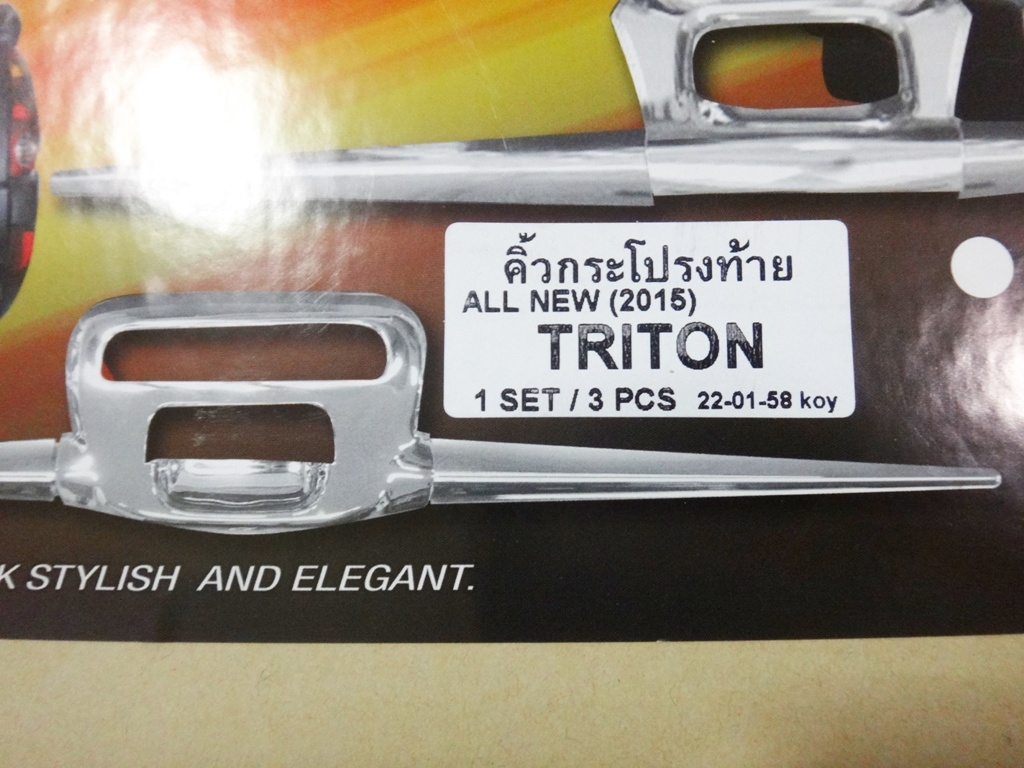 คิ้วกระโปรงท้าย
ALL NEW (2015)
TRITON
1 SET / 3 PCS 22-01-58 koy
K STYLISH AND ELEGANT.